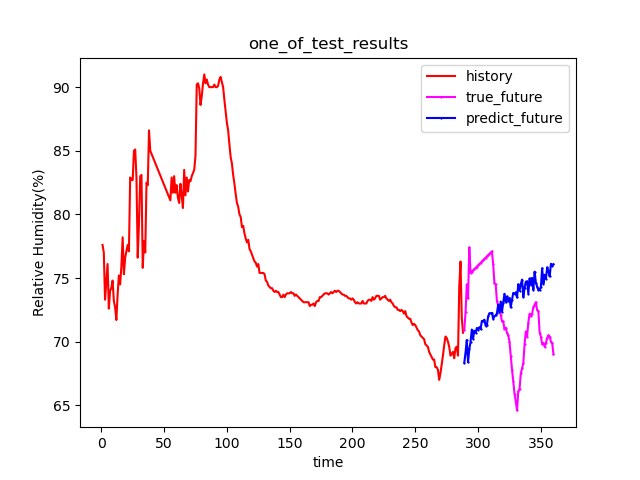 one_of_test_results
history
true_future
predict_future
Relative Humidity(%)
90
85
80
75
70
65
0 50 100 150 200 250 300 350
time